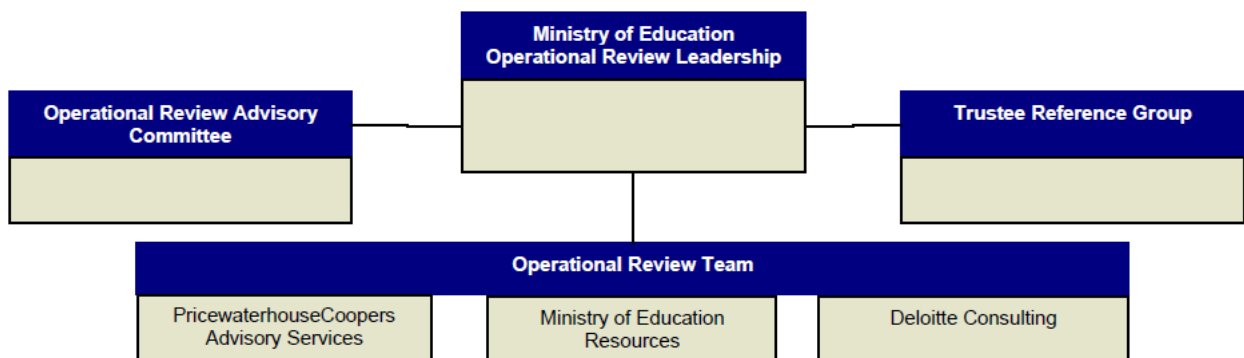 Ministry of Education
Operational Review Leadership
Operational Review Advisory
Committee
Trustee Reference Group
Operational Review Team
PricewaterhouseCoopers
Advisory Services
Ministry of Education
Resources
Deloitte Consulting